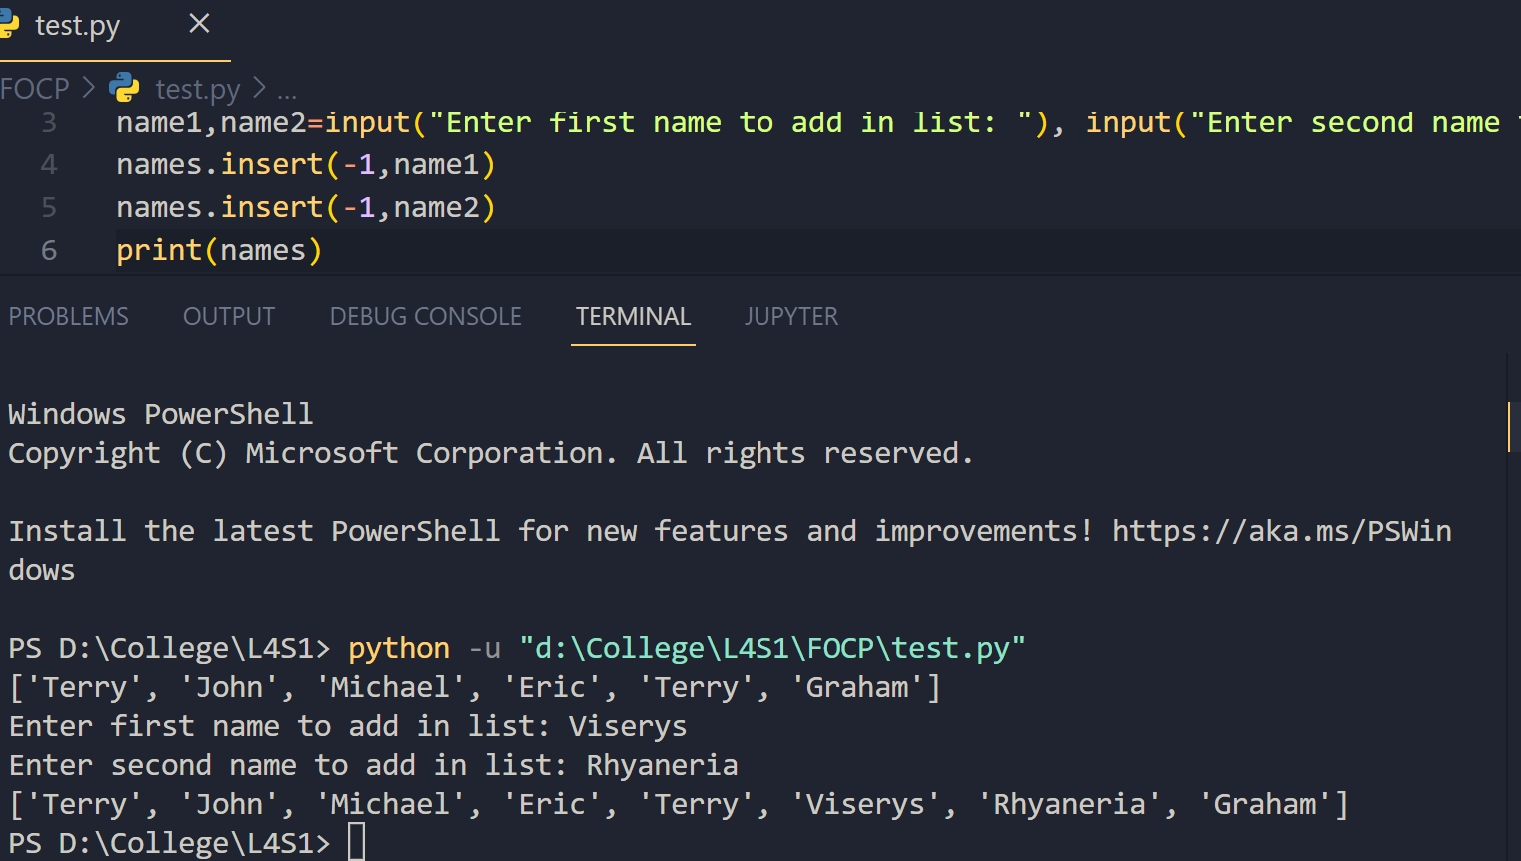 test.py ×
FOCP > test.py > ...
3 name1,name2=input("Enter first name to add in list: "), input("Enter second name
4 names.insert(-1,name1)
5 names.insert(-1,name2)
6 print(names)
PROBLEMS OUTPUT DEBUG CONSOLE TERMINAL JUPYTER
Windows PowerShell
Copyright (C) Microsoft Corporation. All rights reserved.
Install the latest PowerShell for new features and improvements! https://aka.ms/PSWin
dows
PS D:\College\L4S1> python -u "d:\College\L4S1\FOCP\test.py"
['Terry', 'John', 'Michael', 'Eric', 'Terry', 'Graham']
Enter first name to add in list: Viserys
Enter second name to add in list: Rhyaneria
['Terry', 'John', 'Michael', 'Eric', 'Terry', 'Viserys', 'Rhyaneria', 'Graham']
PS D:\College\L4S1>